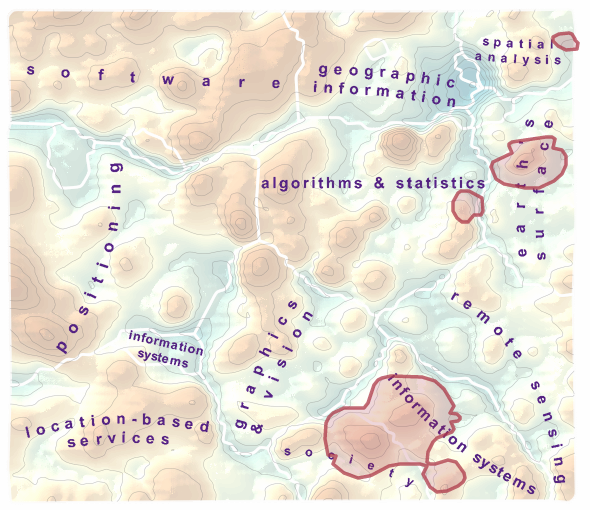 software
geographic
information
spatial
analysis
earth's
surface
algorithms & statistics
positioning
information
systems
graphics
& vision
remote sensing
location-based
services
society
information systems